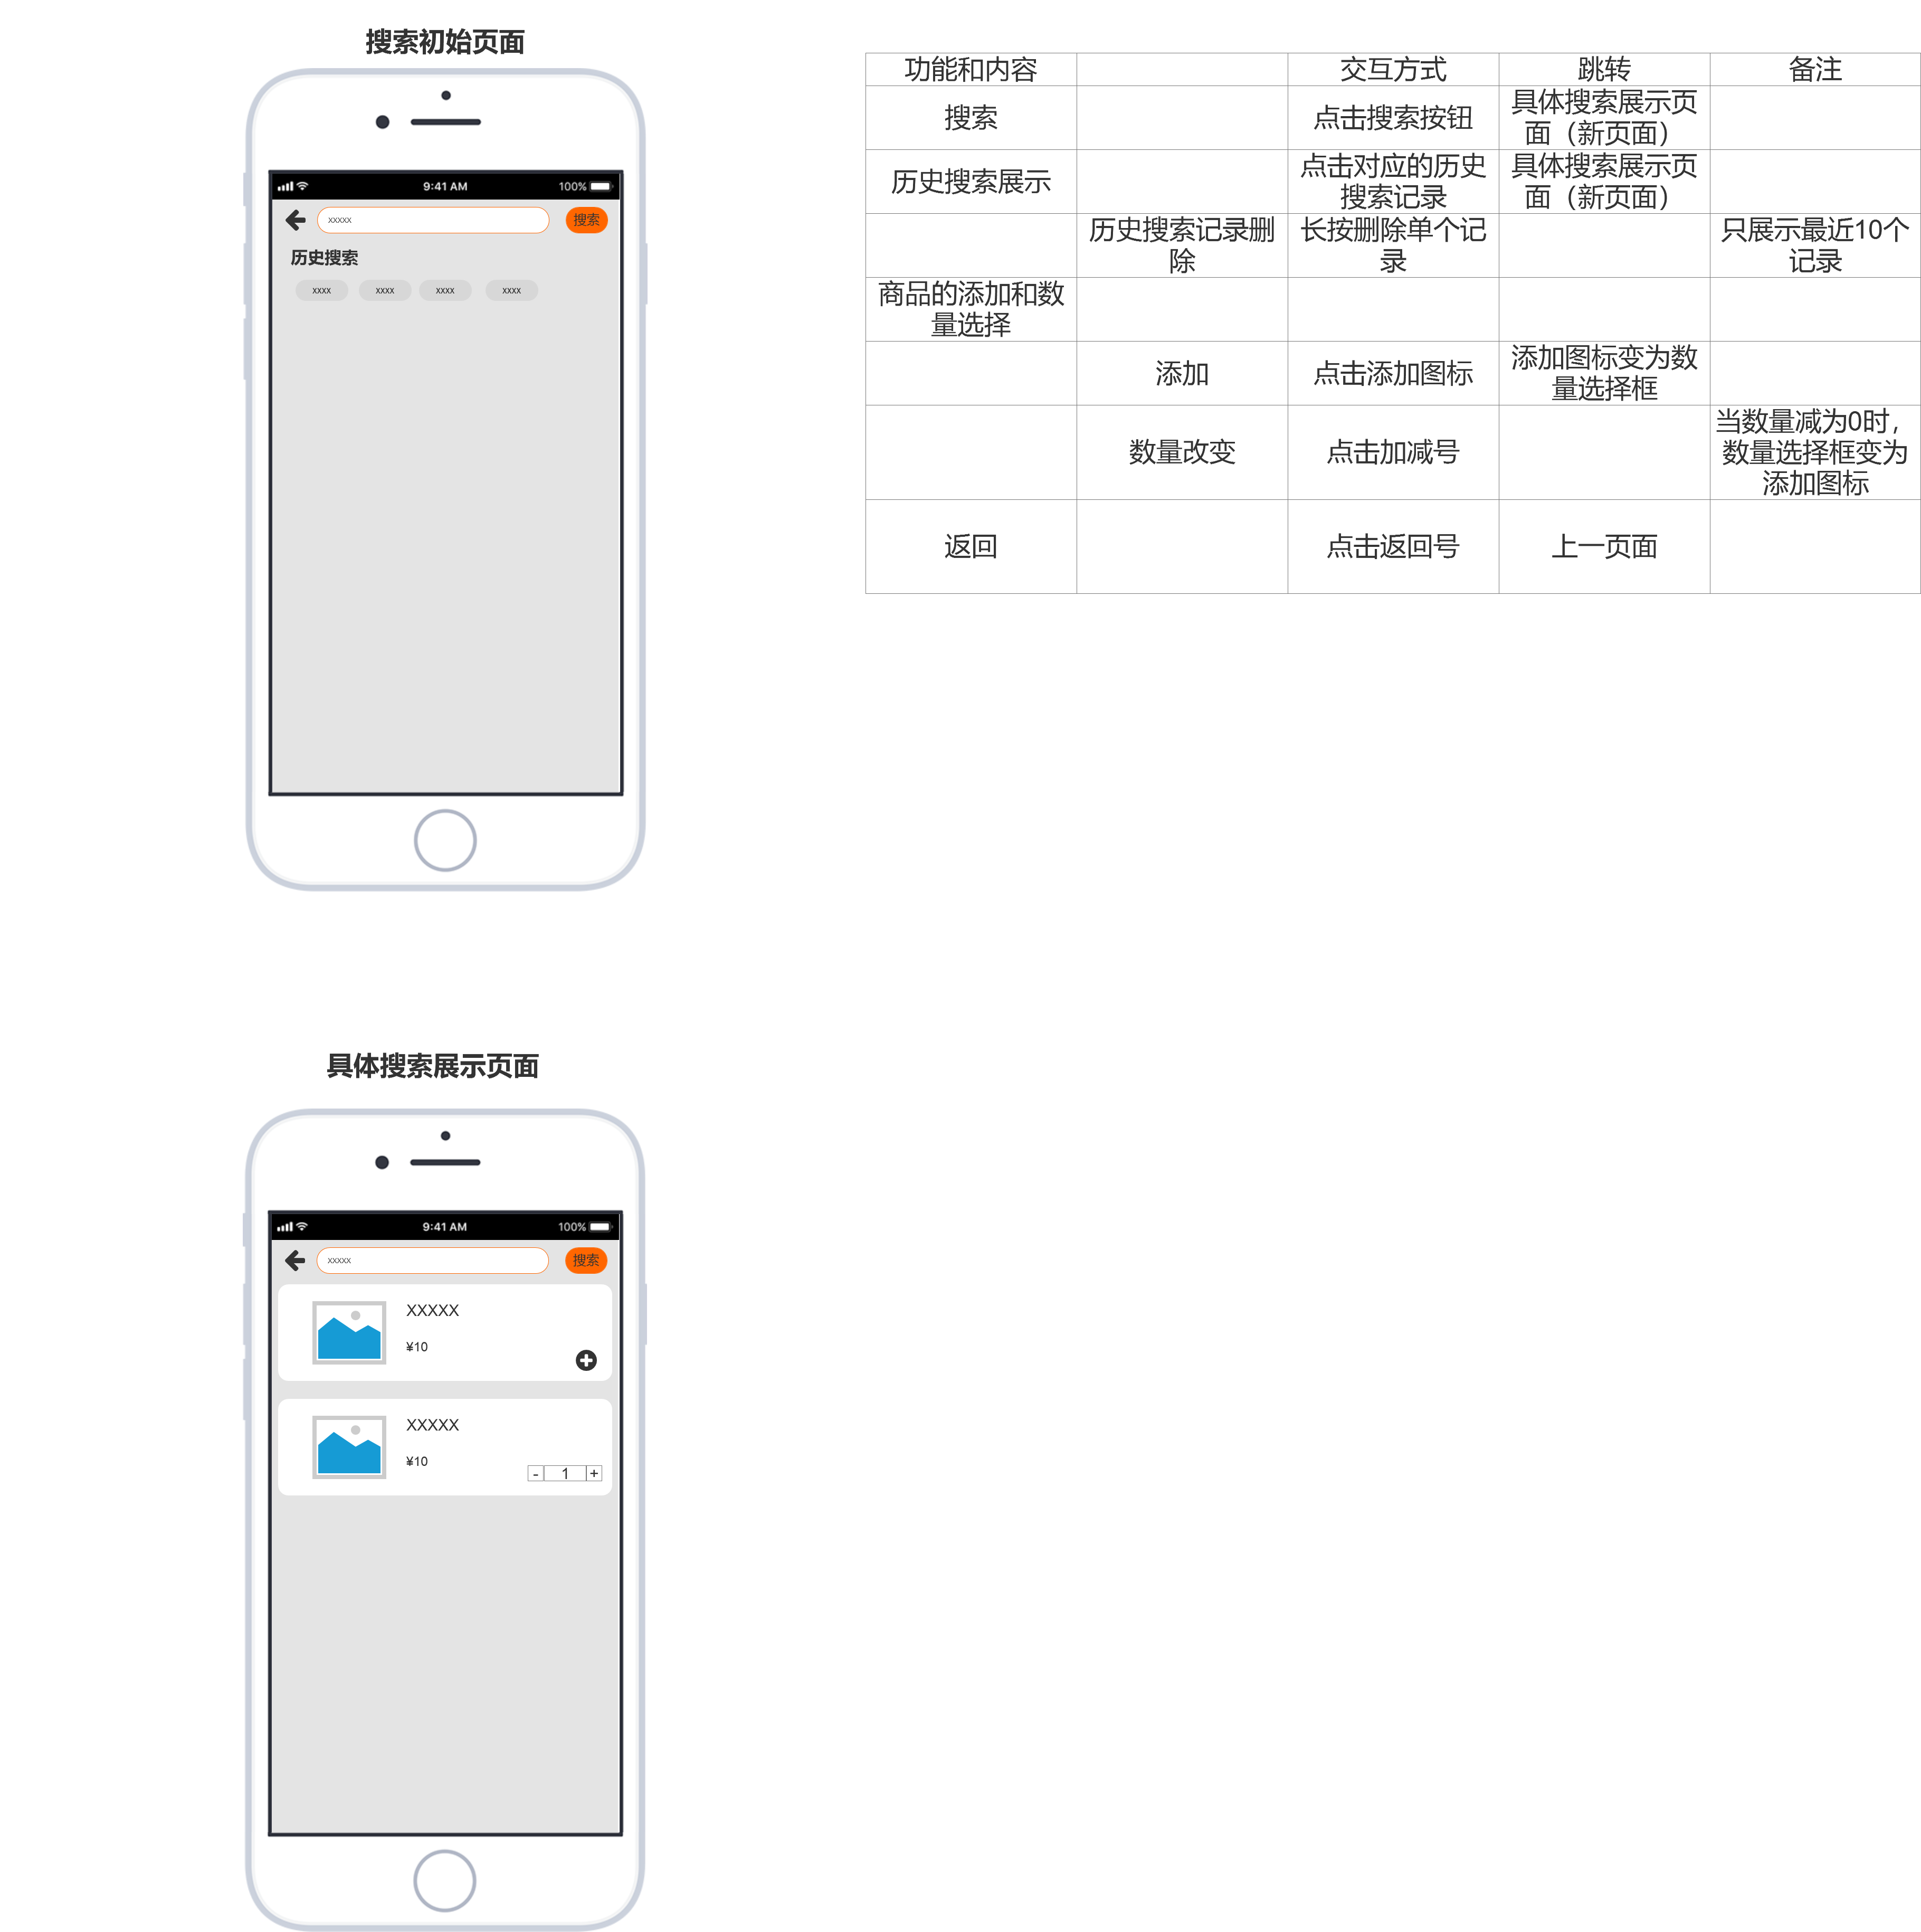 搜索初始页面
9:41 AM
100%
xxxxx
搜索
历史搜索
xxxx
xxxx
xxxx
xxxx
功能和内容
交互方式
跳转
备注
搜索
点击搜索按钮
具体搜索展示页
面（新页面）
历史搜索展示
点击对应的历史
搜索记录
具体搜索展示页
面（新页面）
历史搜索记录删
除
长按删除单个记
录
只展示最近10个
记录
商品的添加和数
量选择
添加
点击添加图标
添加图标变为数
量选择框
数量改变
点击加减号
当数量减为0时，
数量选择框变为
添加图标
返回
点击返回号
上一页面
具体搜索展示页面
9:41 AM
100%
xxxxx
搜索
XXXXX
¥10
XXXXX
¥10
- 1 +